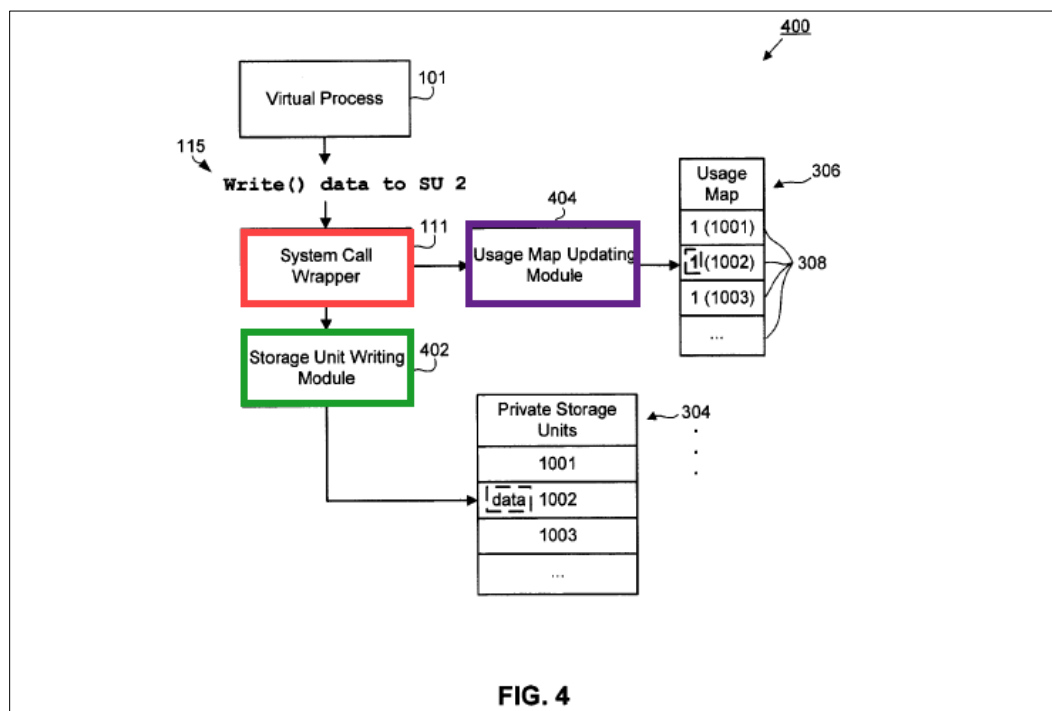 400
101
Virtual Process
115
Write() data to SU 2
306
Usage
Map
404
111
1 (1001)
System Call
Wrapper
Usage Map Updating
Module
1 (1002)
308
1 (1003)
...
Storage Unit Writing
Module
402
Private Storage
Units
304
1001
data 1002
1003
...
FIG. 4